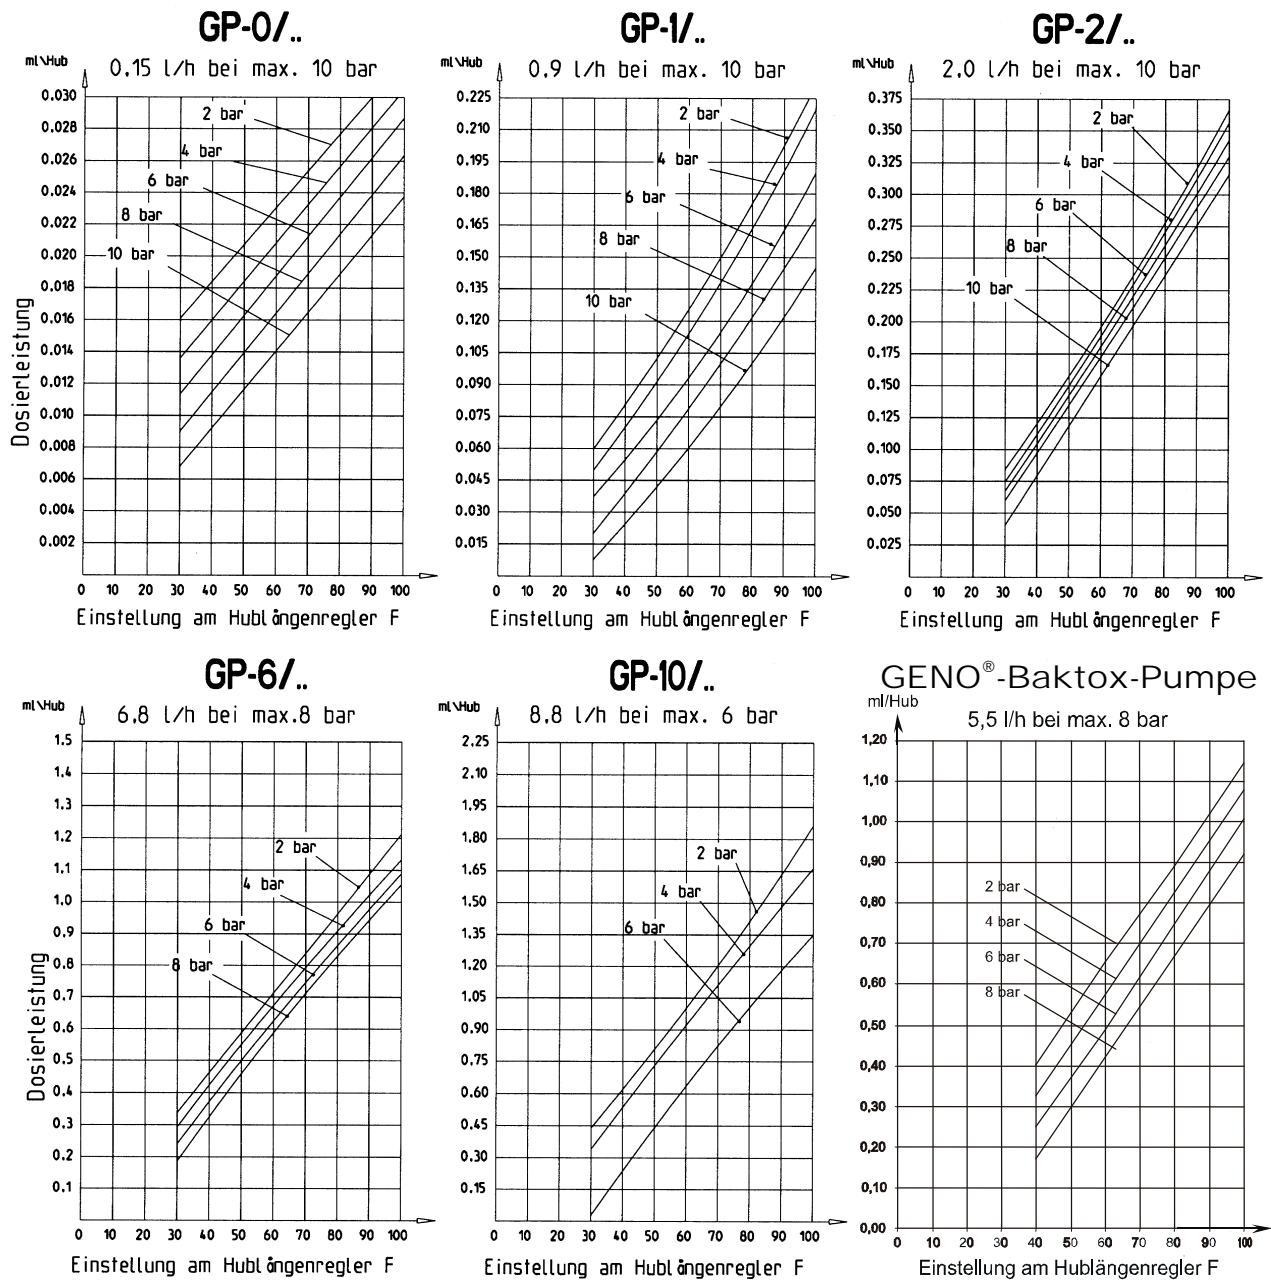 GP-0/..
ml\Hub
0.15 l/h bei max. 10 bar
0.030
0.028
0.026
0.024
0.022
0.020
0.018
0.016
0.014
0.012
0.010
0.008
0.006
0.004
0.002
2 bar
4 bar
6 bar
8 bar
10 bar
Dosierleistung
0 10 20 30 40 50 60 70 80 90 100
Einstellung am Hublängenregler F
GP-1/..
ml\Hub
0.9 l/h bei max. 10 bar
0.225
0.210
0.195
0.180
0.165
0.150
0.135
0.120
0.105
0.090
0.075
0.060
0.045
0.030
0.015
2 bar
4 bar
6 bar
8 bar
10 bar
0 10 20 30 40 50 60 70 80 90 100
Einstellung am Hublängenregler F
GP-2/..
ml\Hub
2.0 l/h bei max. 10 bar
0.375
0.350
0.325
0.300
0.275
0.250
0.225
0.200
0.175
0.150
0.125
0.100
0.075
0.050
0.025
2 bar
4 bar
6 bar
8 bar
10 bar
0 10 20 30 40 50 60 70 80 90 100
Einstellung am Hublängenregler F
GP-6/..
ml\Hub
6.8 l/h bei max.8 bar
1.5
1.4
1.3
1.2
1.1
1.0
0.9
0.8
0.7
0.6
0.5
0.4
0.3
0.2
0.1
2 bar
4 bar
6 bar
8 bar
Dosierleistung
0 10 20 30 40 50 60 70 80 90 100
Einstellung am Hublängenregler F
GP-10/..
ml\Hub
8.8 l/h bei max. 6 bar
2.25
2.10
1.95
1.80
1.65
1.50
1.35
1.20
1.05
0.90
0.75
0.60
0.45
0.30
0.15
2 bar
4 bar
6 bar
0 10 20 30 40 50 60 70 80 90 100
Einstellung am Hublängenregler F
GENO®-Baktox-Pumpe
ml/Hub
5,5 l/h bei max. 8 bar
1,20
1,10
1,00
0,90
0,80
0,70
0,60
0,50
0,40
0,30
0,20
0,10
0,00
2 bar
4 bar
6 bar
8 bar
0 10 20 30 40 50 60 70 80 90 100
Einstellung am Hublängenregler F